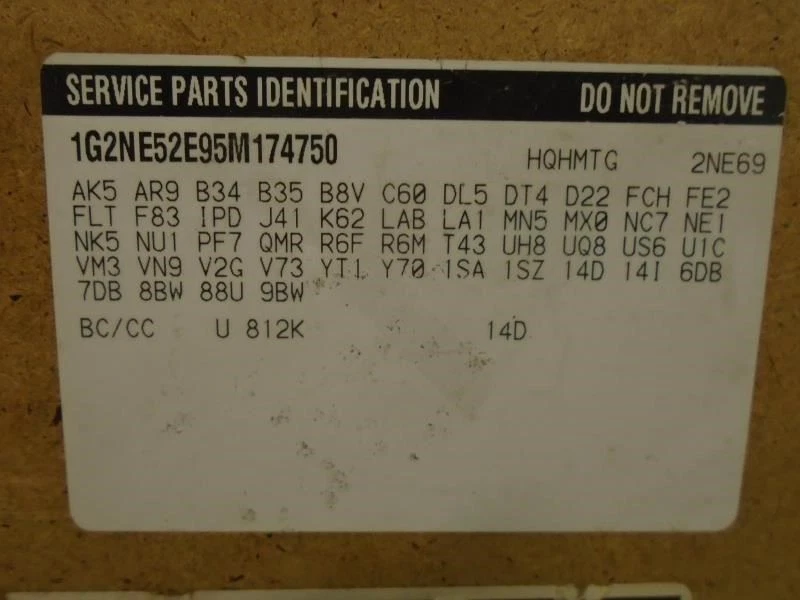 SERVICE PARTS IDENTIFICATION DO NOT REMOVE
1G2NE52E95M174750 HQHMTG 2NE69
AK5 AR9 B34 B35 B8V C60 DL5 DT4 D22 FCH FE2
FLT F83 IPD J41 K62 LAB LA1 MN5 MX0 NC7 NE1
NK5 NU1 PF7 QMR R6F R6M T43 UH8 UQ8 US6 U1C
VM3 VN9 V2G V73 YT1 Y70 1SA 1SZ 14D 14I 6DB
7DB 8BW 88U 9BW
BC/CC U 812K 14D